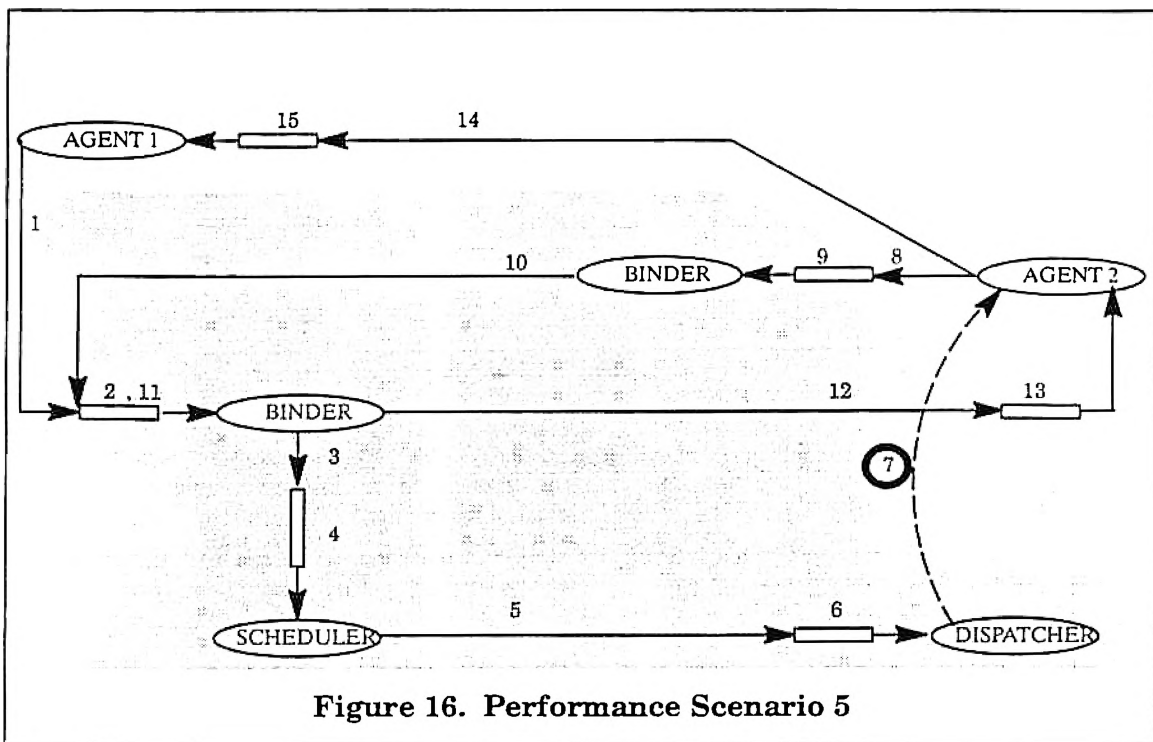 AGENT 1
15
14
1
10
BINDER
9
8
AGENT 2
2 , 11
BINDER
12
13
3
7
4
5
6
SCHEDULER
DISPATCHER
Figure 16. Performance Scenario 5